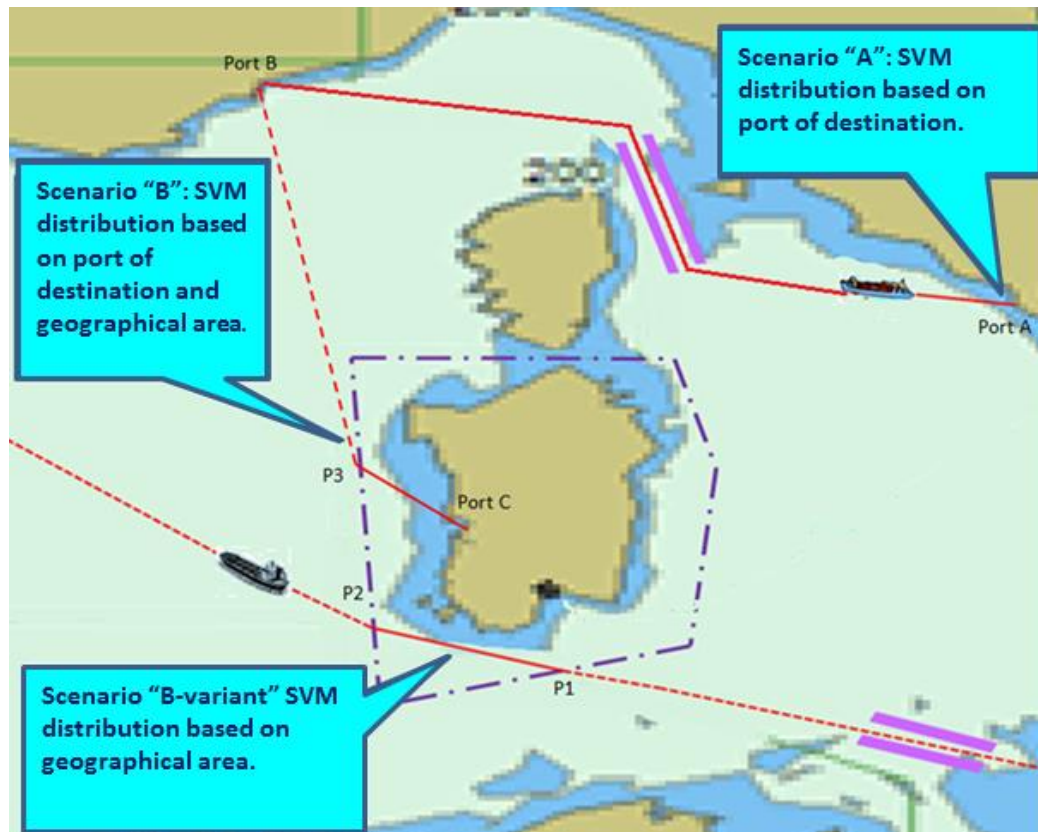 Port B
Scenario "A": SVM
distribution based on
port of destination.
200
Scenario "B": SVM
distribution based
on port of
destination and
geographical area.
Port A
P3
Port C
P2
Scenario "B-variant" SVM
distribution based on
geographical area.
P1